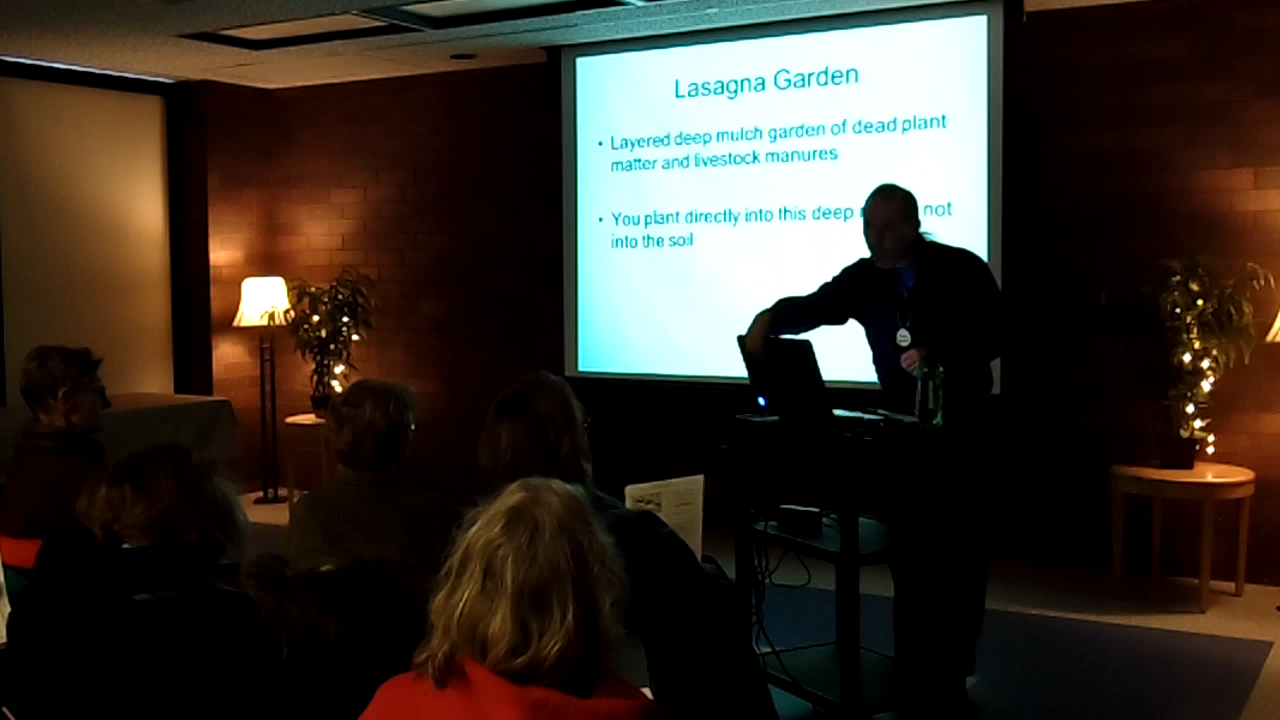 Lasagna Garden
• Layered deep mulch garden of dead plant
matter and livestock manures
• You plant directly into this deep not
into the soil